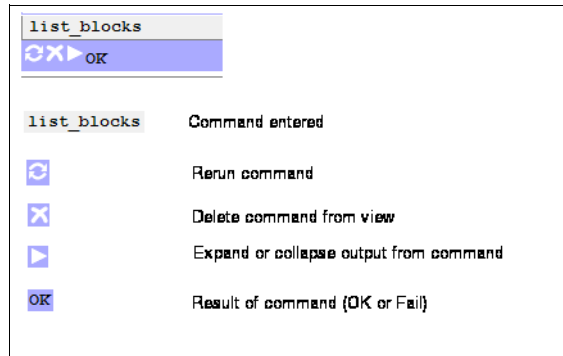 list_blocks
OK
list_blocks Command entered
Rerun command
Delete command from view
Expand or collapse output from command
OK Result of command (OK or Fail)